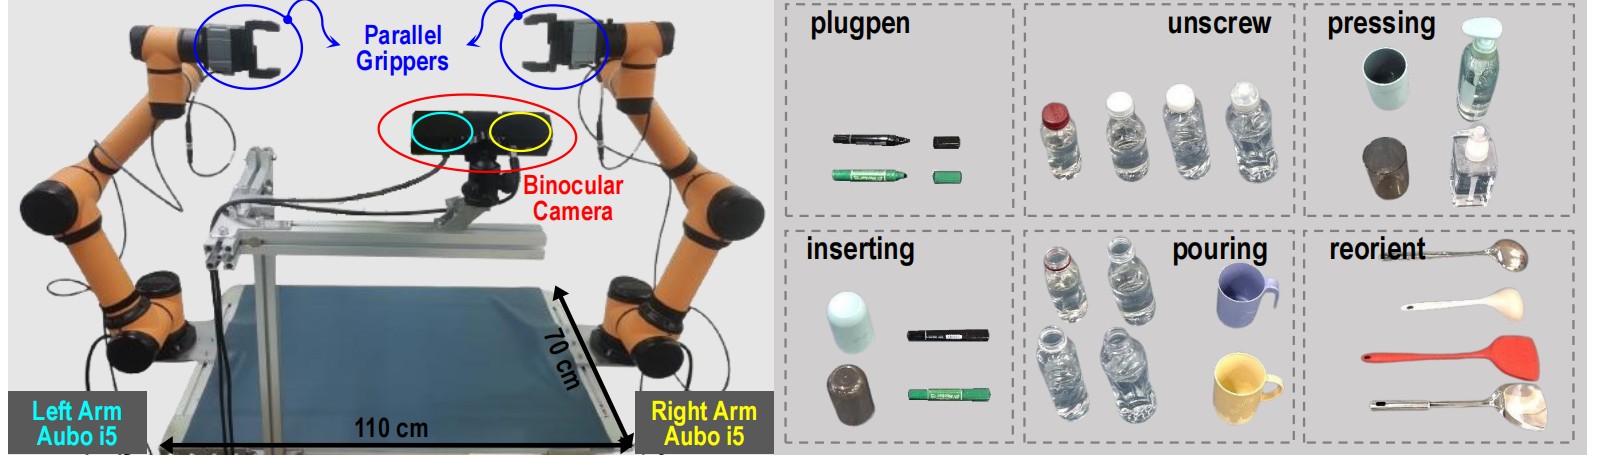 Parallel
Grippers
Binocular
Camera
70 cm
110 cm
Left Arm
Aubo i5
Right Arm
Aubo i5
plugpen
unscrew
pressing
inserting
pouring
reorient